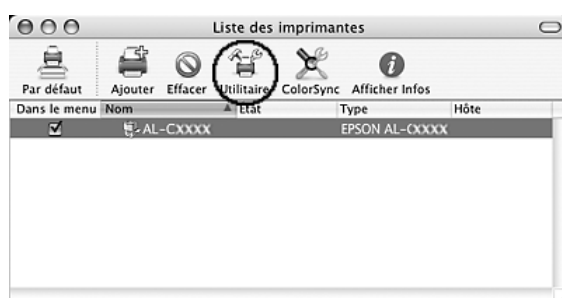 Liste des imprimantes
Par défaut Ajouter Effacer Utilitaire ColorSync Afficher Infos
Dans le menu Nom État Type Hôte
AL-CXXXX EPSON AL-CXXXX